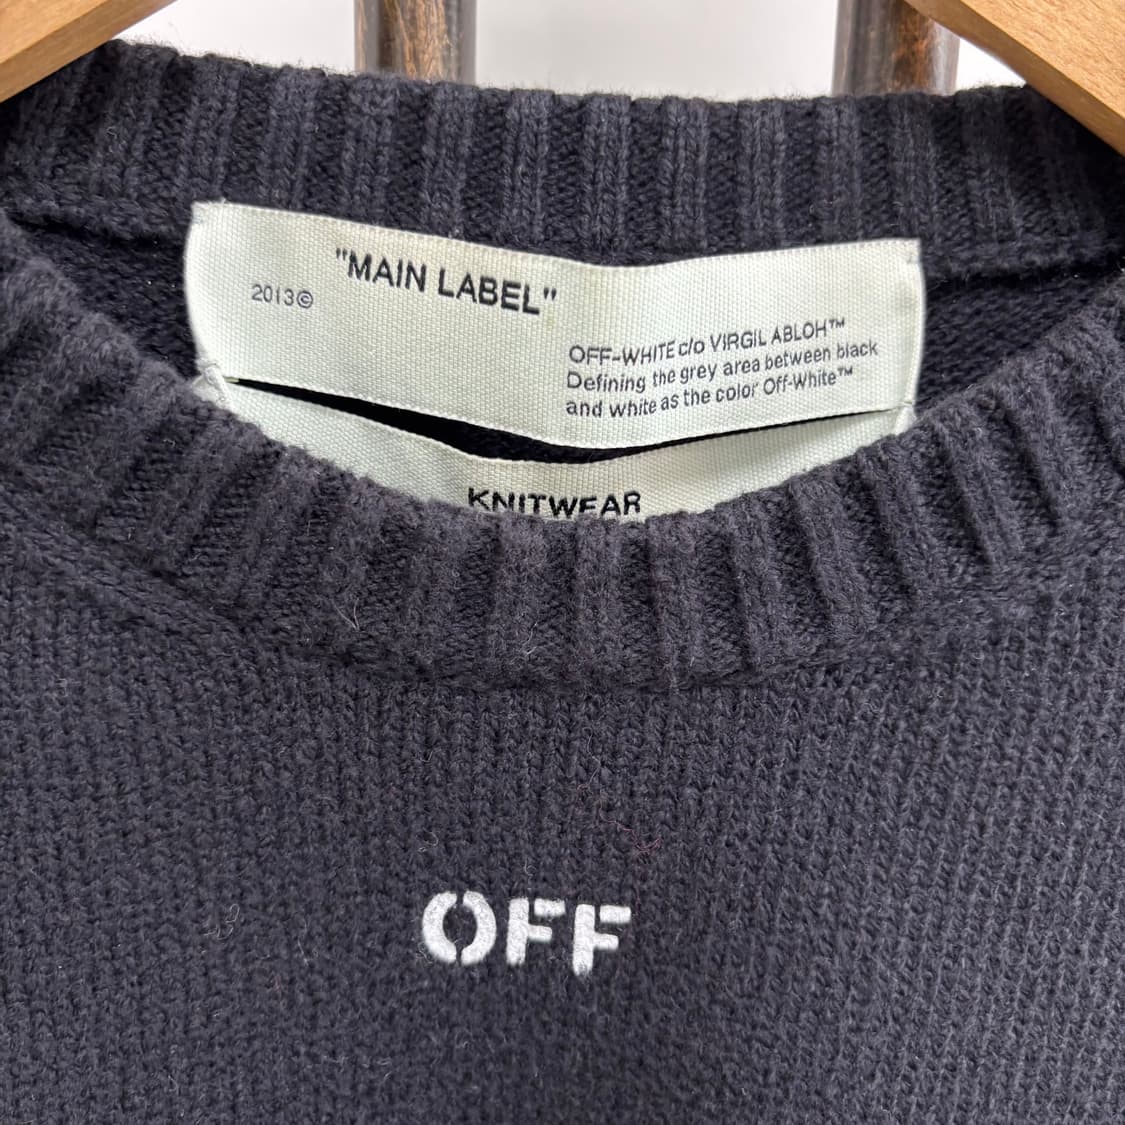 "MAIN LABEL"
2013©
OFF-WHITE c/o VIRGIL ABLOH™
Defining the grey area between black
and white as the color Off-White™
KNITWEAR
OFF